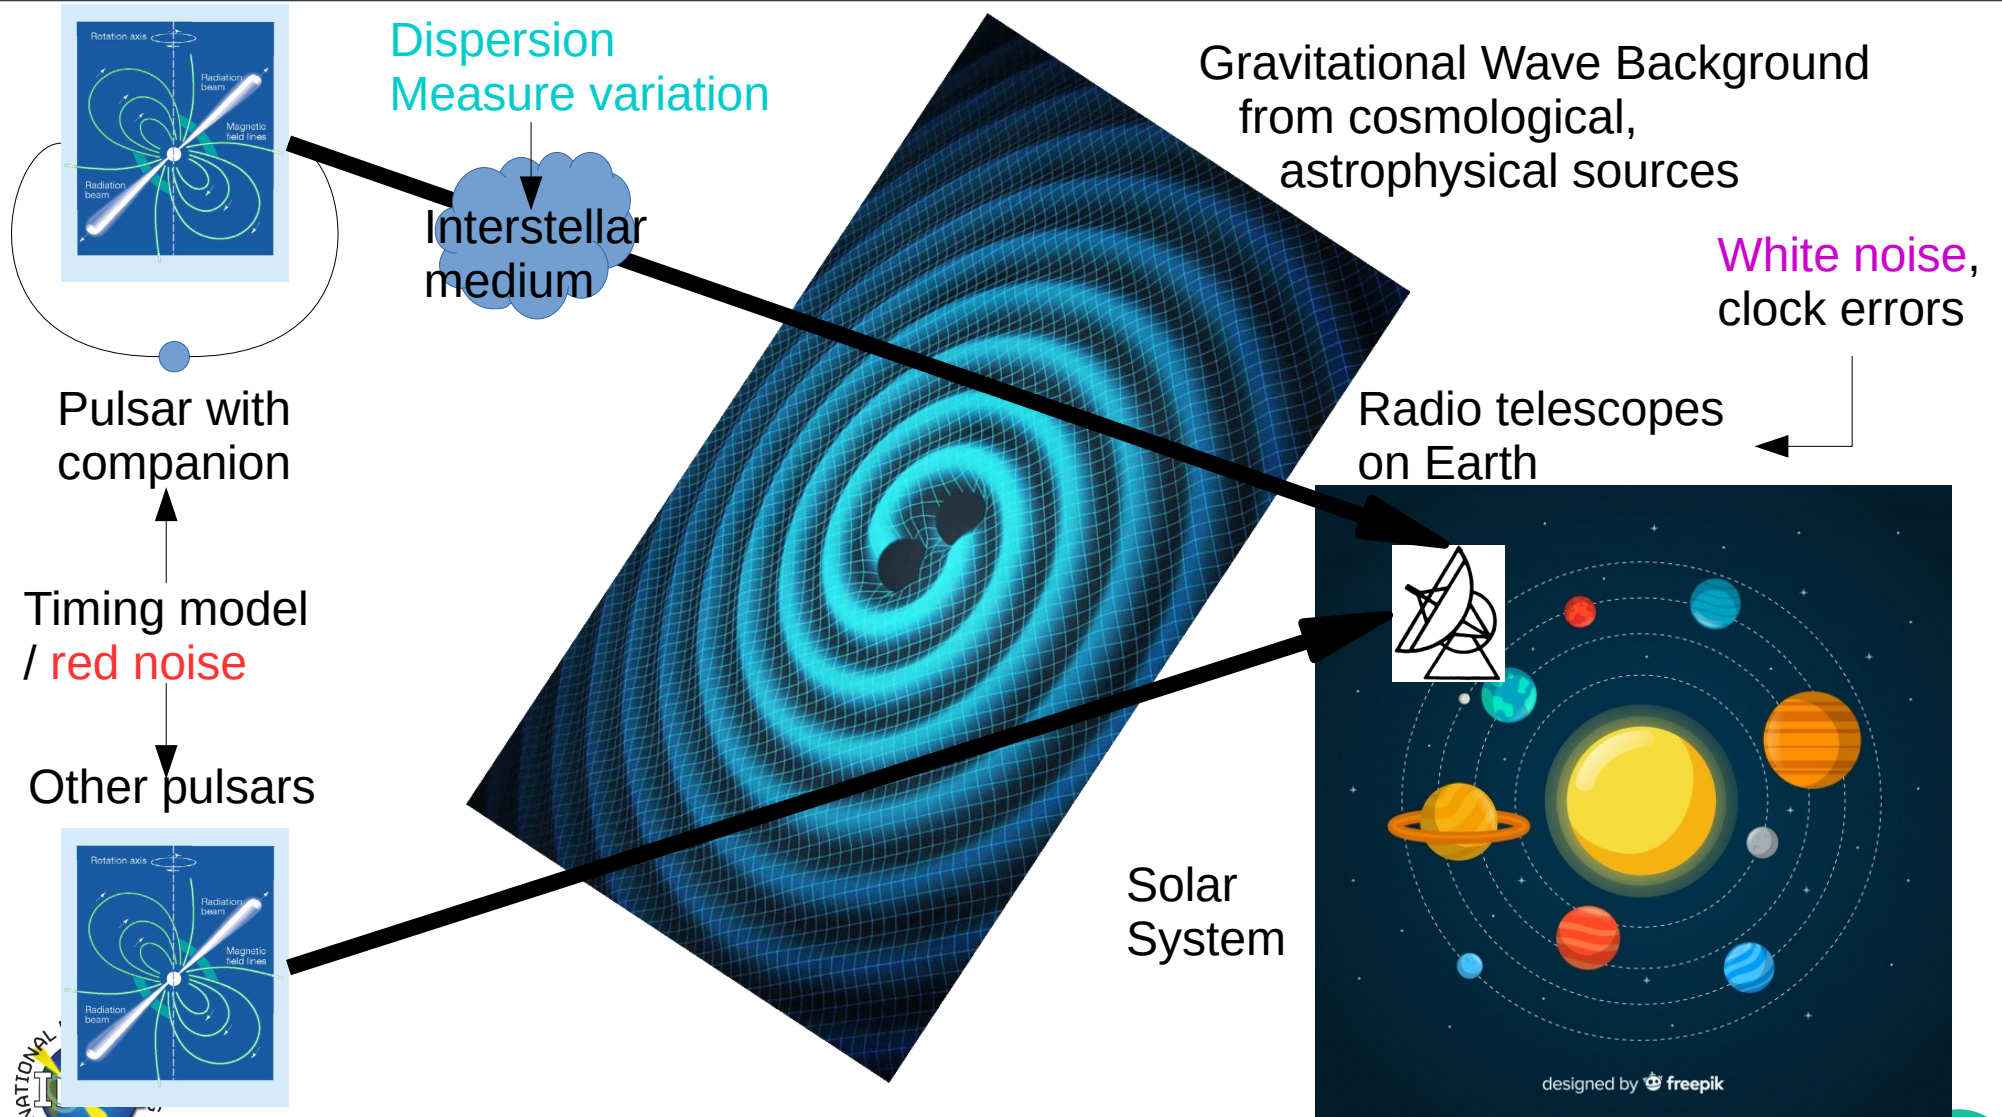 Rotation axis
Radiation
beam
Magnetic
field lines
Radiation
beam
Dispersion
Measure variation
Gravitational Wave Background
from cosmological,
astrophysical sources
Interstellar
medium
White noise,
clock errors
Pulsar with
companion
Radio telescopes
on Earth
Timing model
/ red noise
Other pulsars
Rotation axis
Radiation
beam
Magnetic
field lines
Radiation
beam
Solar
System
designed by freepik